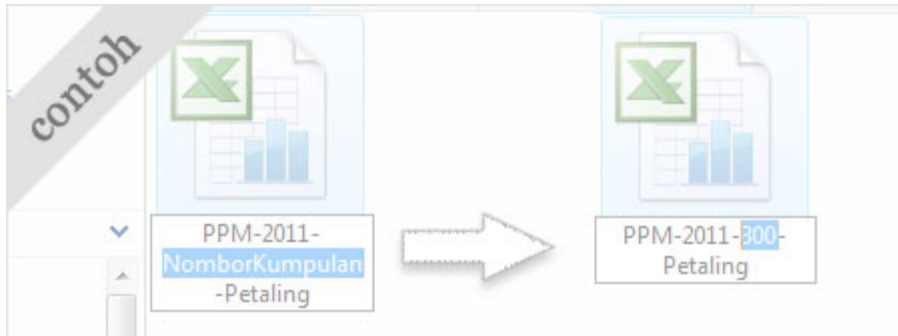 contoh
PPM-2011-
NomborKumpulan
-Petaling
PPM-2011-300-
Petaling